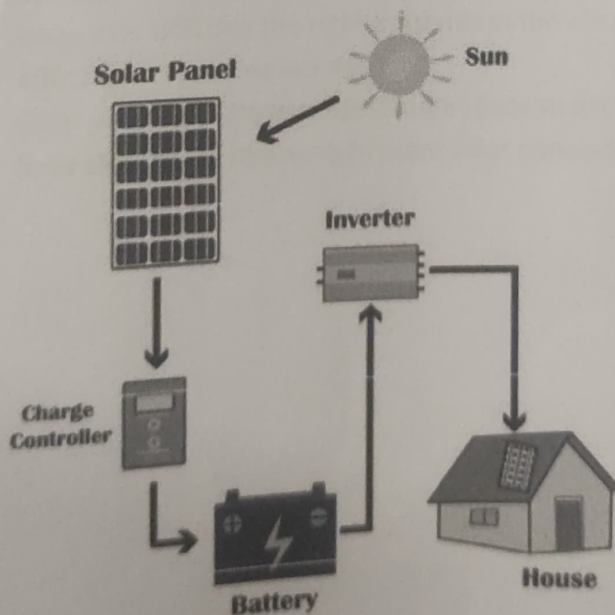 Solar Panel
Sun
Inverter
Charge
Controller
Battery
House